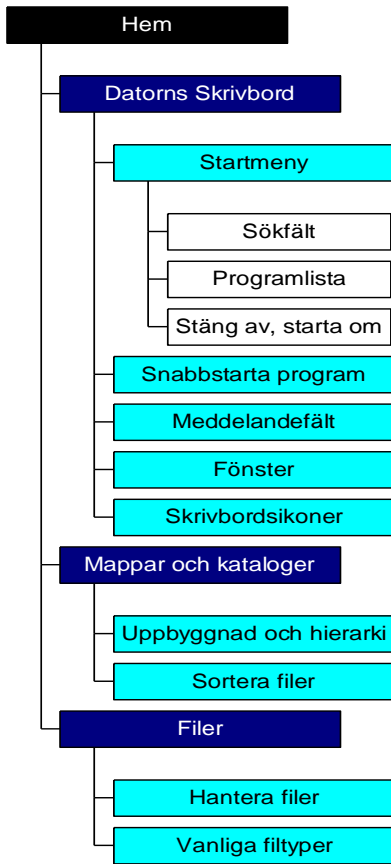 Hem
Datorns Skrivbord
Startmeny
Sökfält
Programlista
Stäng av, starta om
Snabbstarta program
Meddelandefält
Fönster
Skrivbordsikoner
Mappar och kataloger
Uppbyggnad och hierarki
Sortera filer
Filer
Hantera filer
Vanliga filtyper